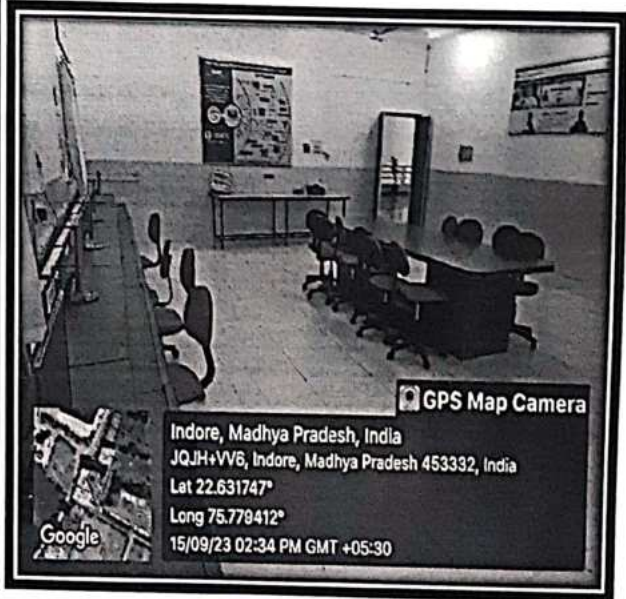 GPS Map Camera
Indore, Madhya Pradesh, India
JQJH+VV6, Indore, Madhya Pradesh 453332, India
Lat 22.631747°
Long 75.779412°
15/09/23 02:34 PM GMT +05:30
Google